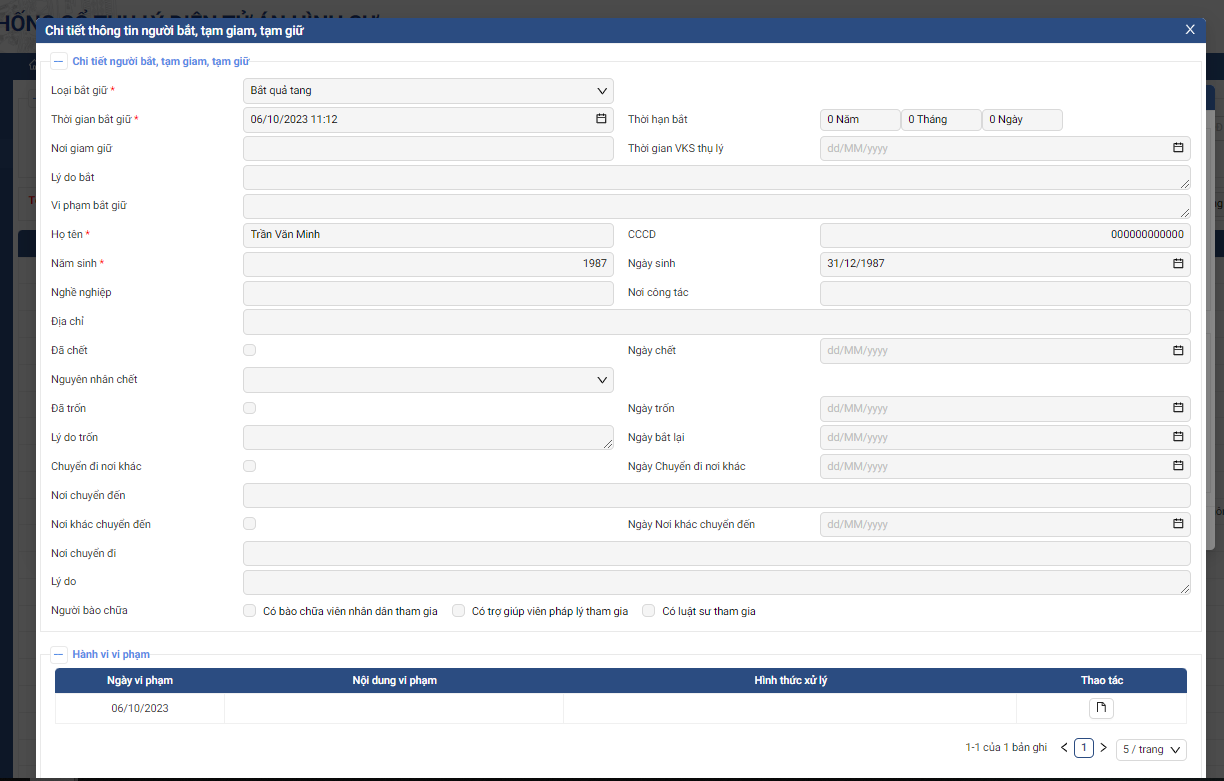 Chi tiết thông tin người bắt, tạm giam, tạm giữ
Chi tiết người bắt, tạm giam, tạm giữ
Loại bắt giữ * Bắt quả tang
Thời gian bắt giữ * 06/10/2023 11:12 Thời hạn bắt 0 Năm 0 Tháng 0 Ngày
Nơi giam giữ Thời gian VKS thụ lý dd/MM/yyyy
Lý do bắt
Vi phạm bắt giữ
Họ tên * Trần Văn Minh CCCD 000000000000
Năm sinh * 1987 Ngày sinh 31/12/1987
Nghề nghiệp Nơi công tác
Địa chỉ
Đã chết Ngày chết dd/MM/yyyy
Nguyên nhân chết
Đã trốn Ngày trốn dd/MM/yyyy
Lý do trốn Ngày bắt lại dd/MM/yyyy
Chuyển đi nơi khác Ngày Chuyển đi nơi khác dd/MM/yyyy
Nơi chuyển đến
Nơi khác chuyển đến Ngày Nơi khác chuyển đến dd/MM/yyyy
Nơi chuyển đi
Lý do
Người bào chữa Có bào chữa viên nhân dân tham gia Có trợ giúp viên pháp lý tham gia Có luật sư tham gia
Hành vi vi phạm
Ngày vi phạm Nội dung vi phạm Hình thức xử lý Thao tác
06/10/2023
1-1 của 1 bản ghi 1 5 / trang